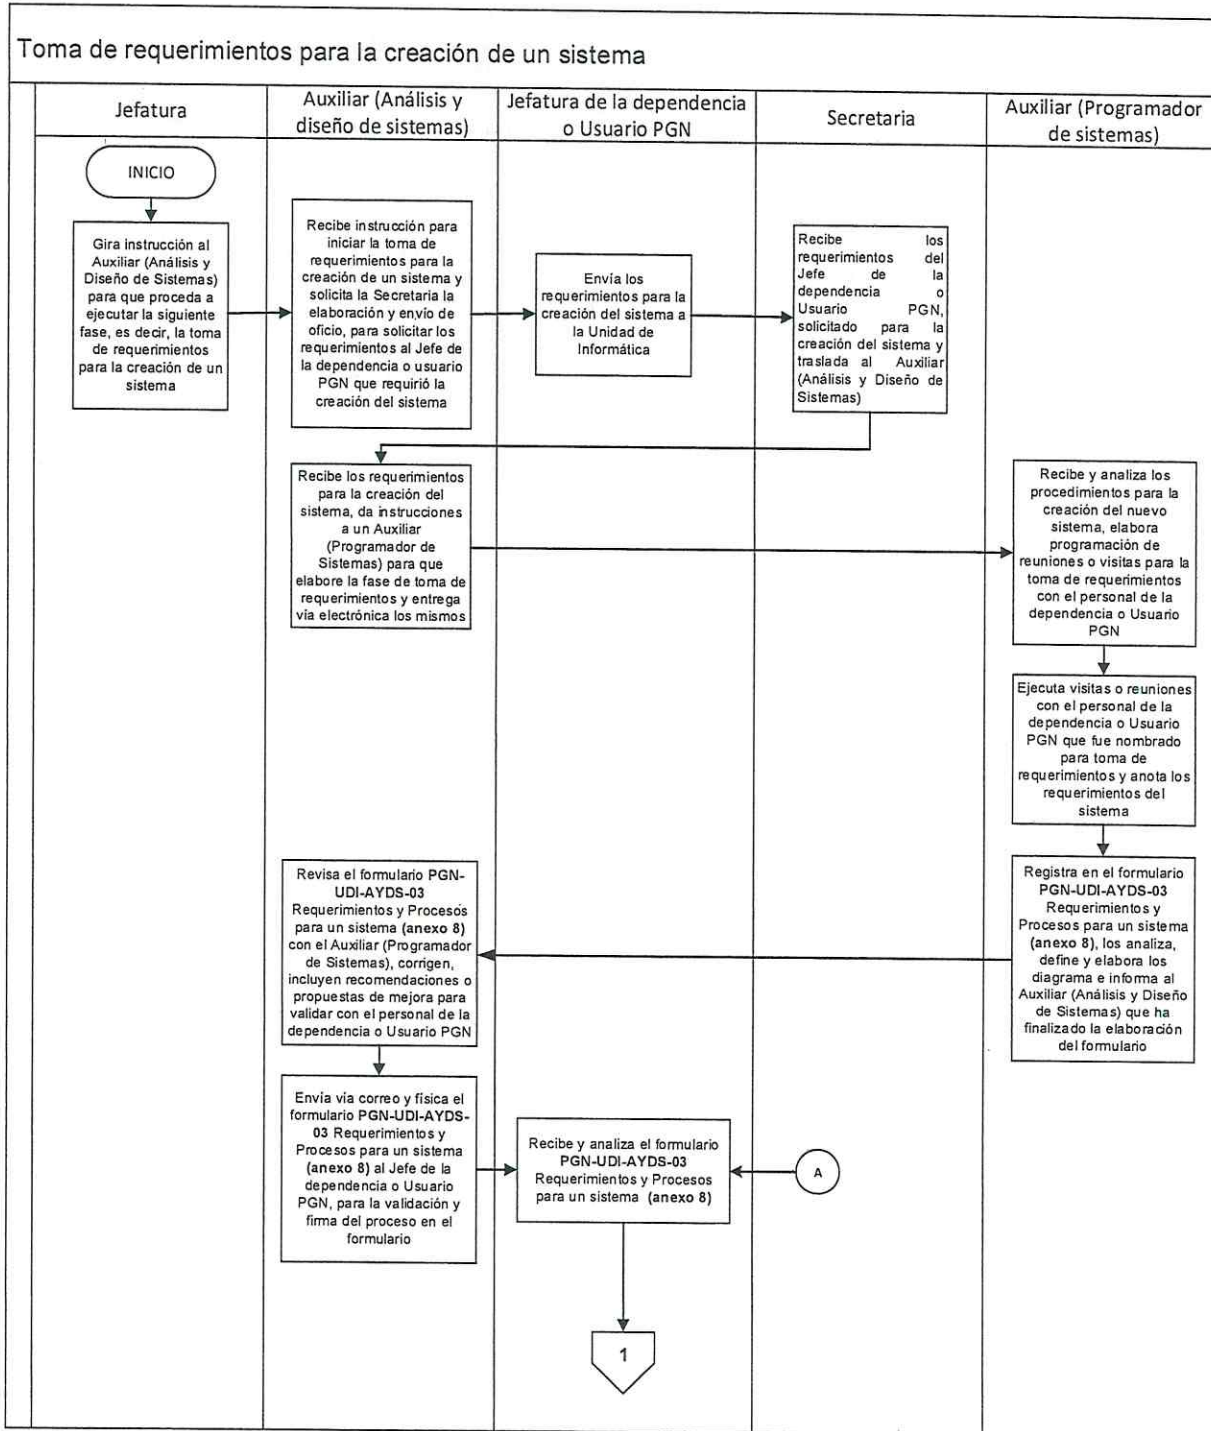 Toma de requerimientos para la creación de un sistema
Jefatura
Auxiliar (Análisis y
diseño de sistemas)
Jefatura de la dependencia
o Usuario PGN
Secretaria
Auxiliar (Programador
de sistemas)
INICIO
Gira instrucción al
Auxiliar (Análisis y
Diseño de Sistemas)
para que proceda a
ejecutar la siguiente
fase, es decir, la toma
de requerimientos
para la creación de un
sistema
Recibe instrucción para
iniciar la toma de
requerimientos para la
creación de un sistema y
solicita la Secretaria la
elaboración y envío de
oficio, para solicitar los
requerimientos al Jefe de
la dependencia o usuario
PGN que requirió la
creación del sistema
Envía los
requerimientos para la
creación del sistema a
la Unidad de
Informática
Recibe los
requerimientos del
Jefe de la
dependencia o
Usuario PGN,
solicitado para la
creación del sistema y
traslada al Auxiliar
(Análisis y Diseño de
Sistemas)
Recibe los requerimientos
para la creación del
sistema, da instrucciones
a un Auxiliar
(Programador de
Sistemas) para que
elabore la fase de toma de
requerimientos y entrega
vía electrónica los mismos
Recibe y analiza los
procedimientos para la
creación del nuevo
sistema, elabora
programación de
reuniones o visitas para la
toma de requerimientos
con el personal de la
dependencia o Usuario
PGN
Ejecuta visitas o reuniones
con el personal de la
dependencia o Usuario
PGN que fue nombrado
para toma de
requerimientos y anota los
requerimientos del
sistema
Registra en el formulario
PGN-UDI-AYDS-03
Requerimientos y
Procesos para un sistema
(anexo 8), los analiza,
define y elabora los
diagrama e informa al
Auxiliar (Análisis y Diseño
de Sistemas) que ha
finalizado la elaboración
del formulario
Revisa el formulario PGN-
UDI-AYDS-03
Requerimientos y Procesos
para un sistema (anexo 8)
con el Auxiliar (Programador
de Sistemas), corrigen,
incluyen recomendaciones o
propuestas de mejora para
validar con el personal de la
dependencia o Usuario PGN
Envía vía correo y física el
formulario PGN-UDI-AYDS-
03 Requerimientos y
Procesos para un sistema
(anexo 8) al Jefe de la
dependencia o Usuario
PGN, para la validación y
firma del proceso en el
formulario
Recibe y analiza el formulario
PGN-UDI-AYDS-03
Requerimientos y Procesos
para un sistema (anexo 8)
A
1